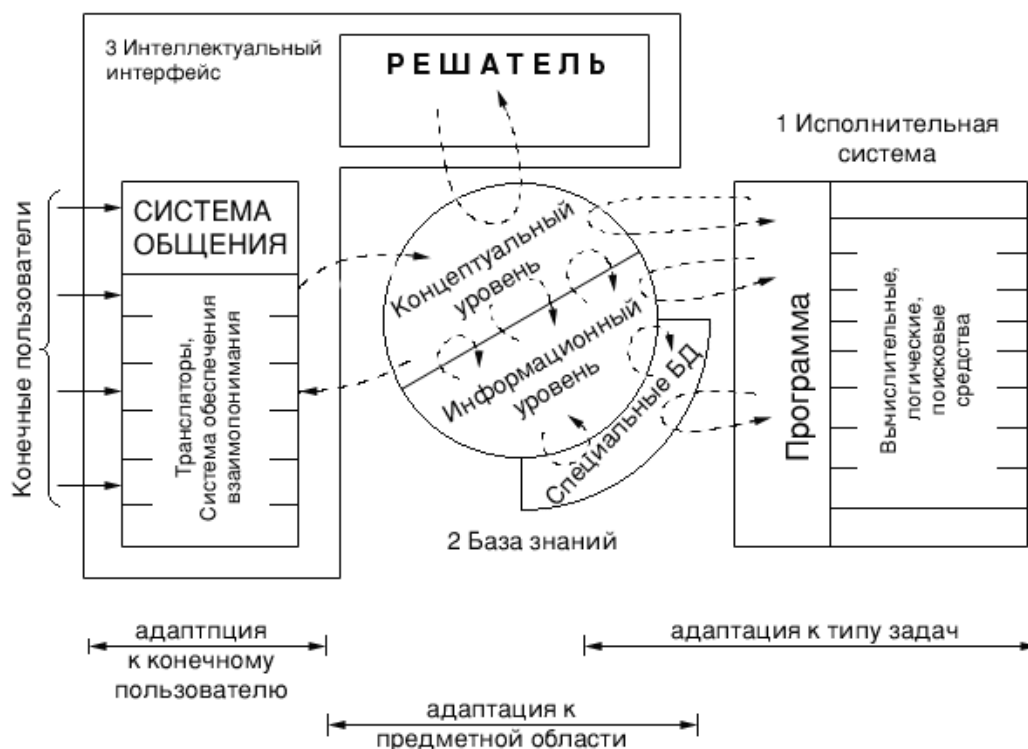 3 Интеллектуальный
интерфейс
РЕШАТЕЛЬ
1 Исполнительная
система
Конечные пользователи
СИСТЕМА
ОБЩЕНИЯ
Трансляторы,
Система обеспечения
взаимопонимания
Концептуальный
уровень
Информационный
уровень
Специальные БД
2 База знаний
Программа
Вычислительные,
логические,
поисковые
средства
адаптпция
к конечному
пользователю
адаптация к типу задач
адаптация к
предметной области